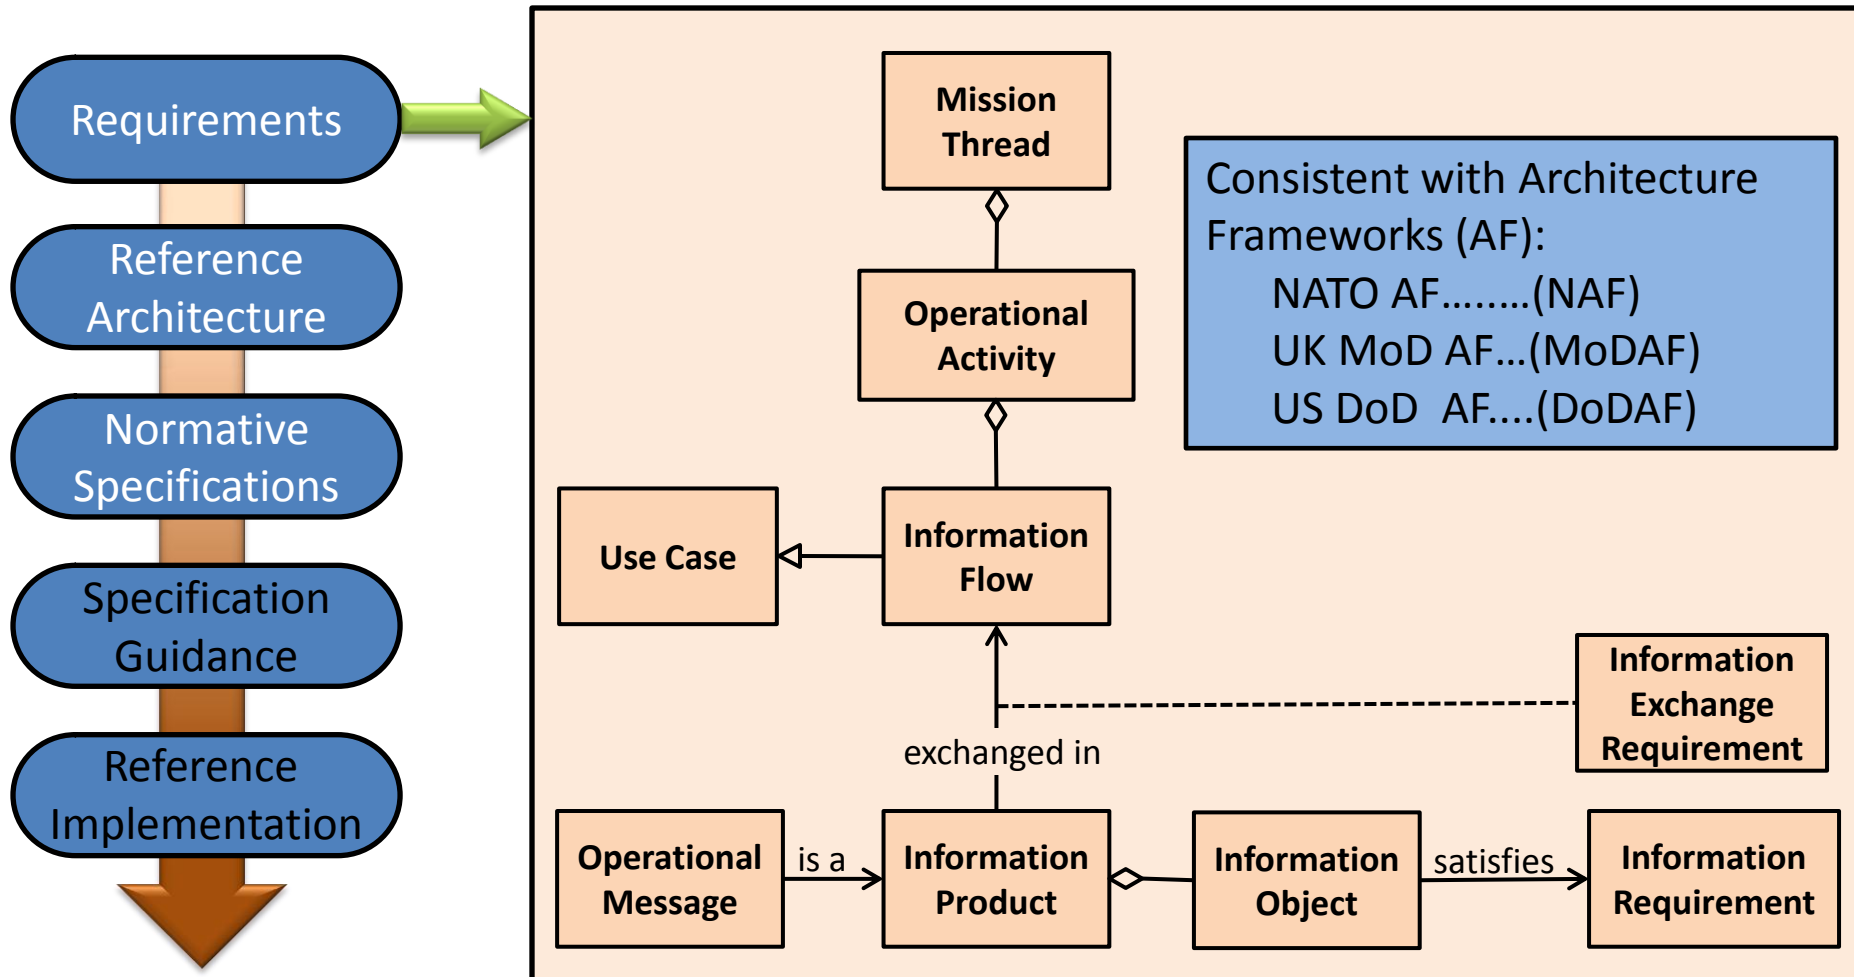 Requirements
Reference
Architecture
Normative
Specifications
Specification
Guidance
Reference
Implementation
Mission
Thread
Operational
Activity
Consistent with Architecture
Frameworks (AF):
NATO AF........(NAF)
UK MoD AF...(MoDAF)
US DoD  AF....(DoDAF)
Use Case
Information
Flow
Information
Exchange
Requirement
exchanged in
Operational
Message
is a
Information
Product
Information
Object
satisfies
Information
Requirement